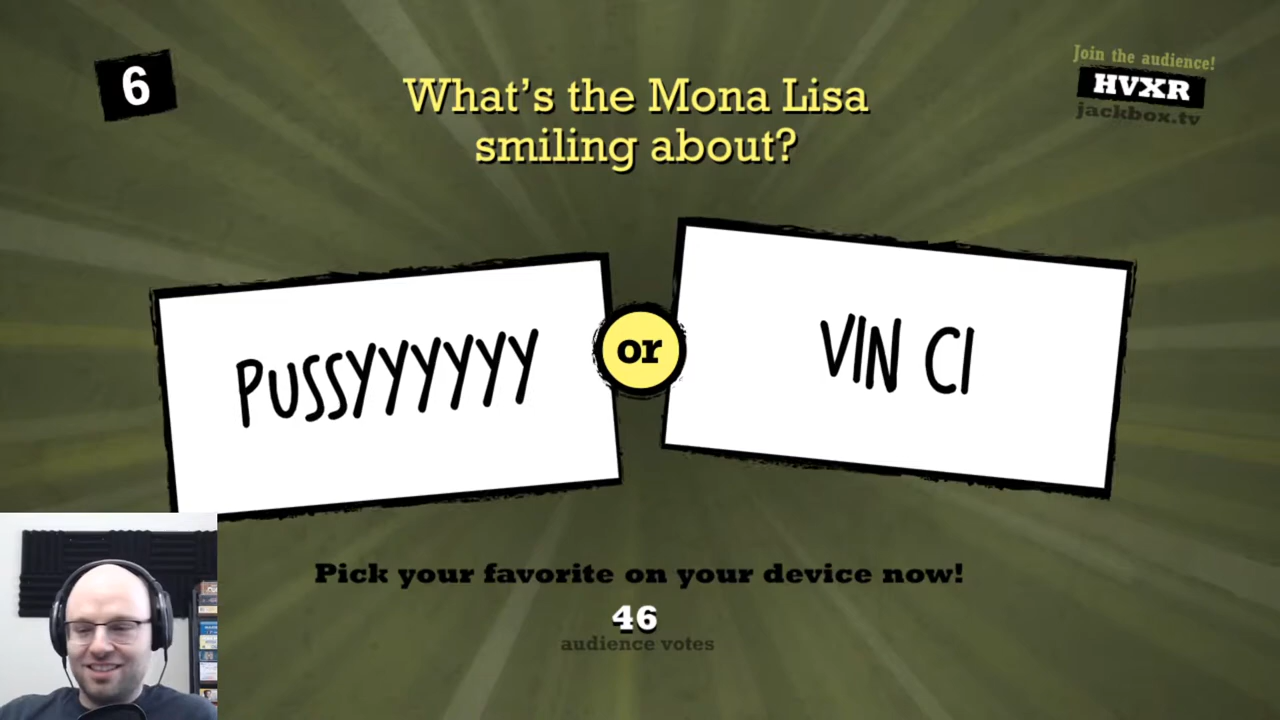 6
What's the Mona Lisa
smiling about?
Join the audience!
HVXR
jackbox.tv
PUSSYYYYYY
or
VIN CI
Pick your favorite on your device now!
46
audience votes